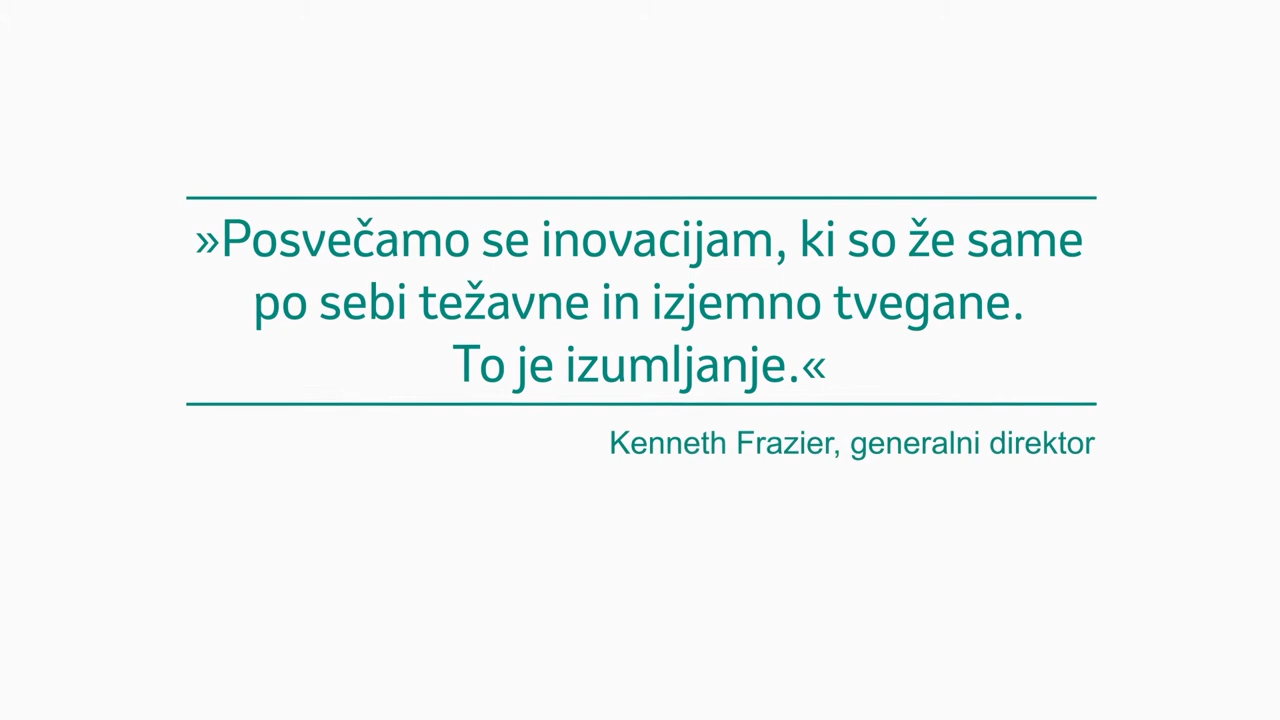 »Posvečamo se inovacijam, ki so že same
po sebi težavne in izjemno tvegane.
To je izumljanje.«
Kenneth Frazier, generalni direktor